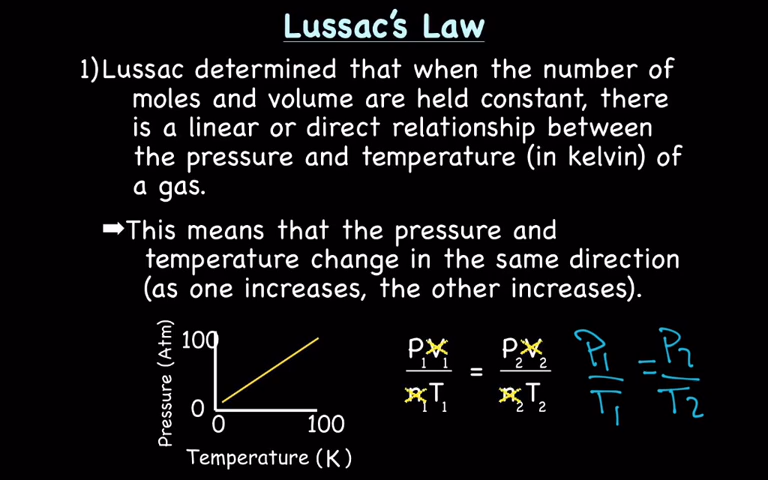 Lussac's Law
1)Lussac determined that when the number of
moles and volume are held constant, there
is a linear or direct relationship between
the pressure and temperature (in kelvin) of
a gas.
➡This means that the pressure and
temperature change in the same direction
(as one increases, the other increases).
Pressure (Atm)
100
0
0 100
Temperature (K)
P₁V₁ = P₂V₂
n₁T₁ n₂T₂
P₁ = P₂
T₁ T₂